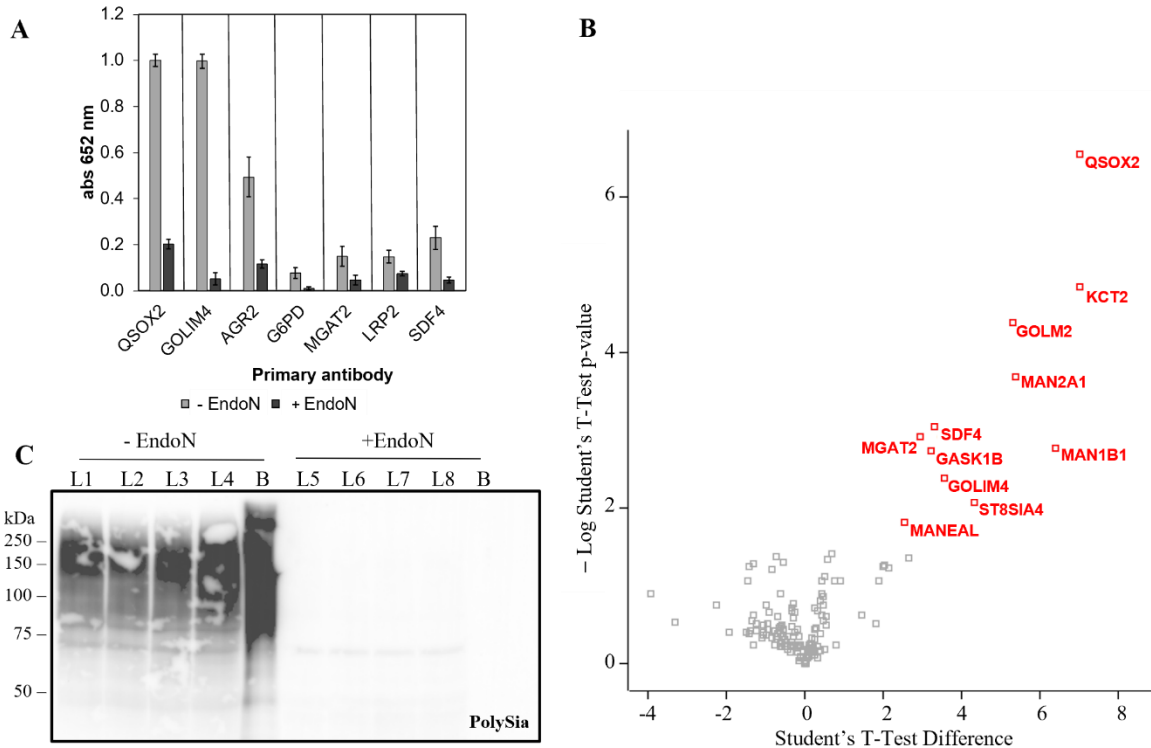 A
1.2
1.0
0.8
0.6
0.4
0.2
0.0
abs 652 nm
QSOX2
GOLIM4
AGR2
G6PD
MGAT2
LRP2
SDF4
Primary antibody
- EndoN + EndoN
B
6
4
2
0
– Log Student's T-Test p-value
QSOX2
KCT2
GOLM2
MAN2A1
SDF4
MGAT2
GASK1B
MAN1B1
GOLIM4
ST8SIA4
MANEAL
-4 -2 0 2 4 6 8
Student's T-Test Difference
C
- EndoN +EndoN
L1 L2 L3 L4 B L5 L6 L7 L8 B
kDa
250
150
100
75
50
PolySia